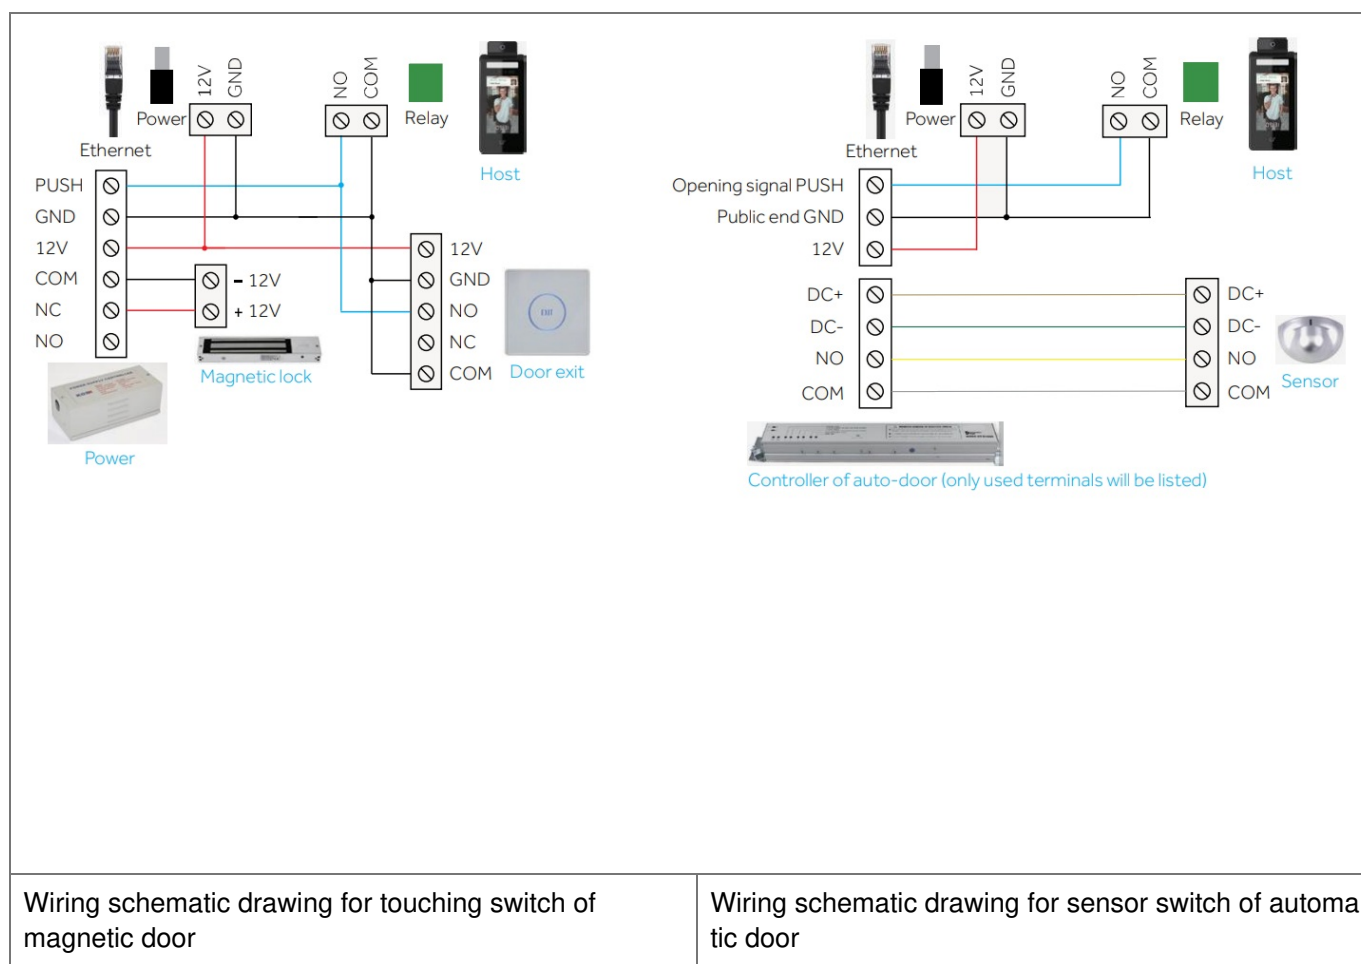 12V
GND
NO
COM
Power
Relay
Ethernet
Host
PUSH
GND
12V
COM
NC
NO
- 12V
+ 12V
Magnetic lock
12V
GND
NO
NC
COM
Door exit
Power
12V
GND
NO
COM
Power
Relay
Ethernet
Host
Opening signal PUSH
Public end GND
12V
DC+
DC-
NO
COM
DC+
DC-
NO
COM
Sensor
Controller of auto-door (only used terminals will be listed)
Wiring schematic drawing for touching switch of
magnetic door
Wiring schematic drawing for sensor switch of automa
tic door